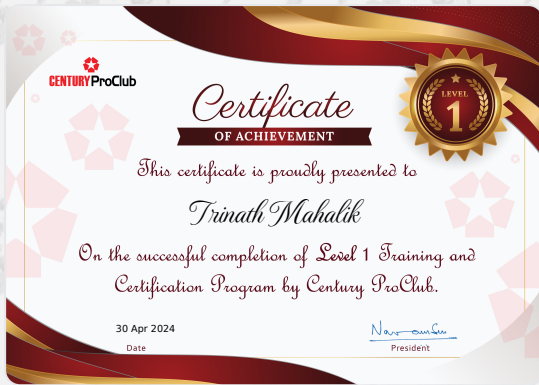 CENTURY ProClub
Certificate
OF ACHIEVEMENT
LEVEL
1
This certificate is proudly presented to
Trinath Mahalik
On the successful completion of Level 1 Training and
Certification Program by Century ProClub.
30 Apr 2024
Date
President